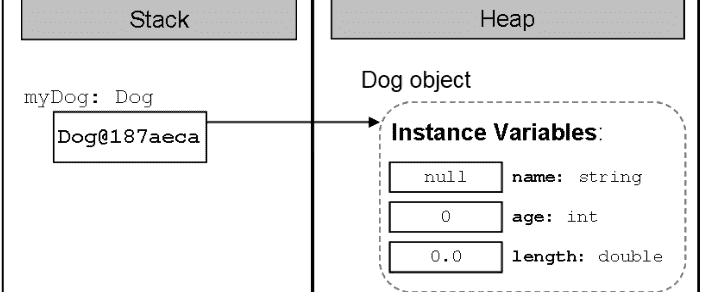 Stack
Heap
Dog object
myDog: Dog
Dog@187aeca
Instance Variables:
null name: string
0 age: int
0.0 length: double